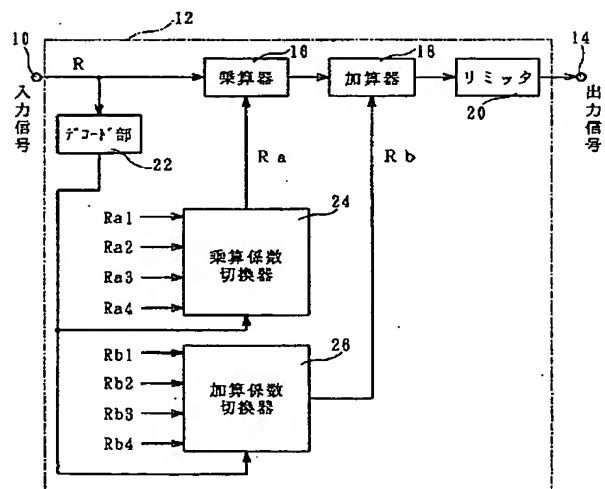 12
10
R
入力信号
乗算器
16
加算器
18
リミッタ
20
14
出力信号
デコード部
22
Ra
Rb
24
Ra1
Ra2
Ra3
Ra4
乗算係数
切換器
26
Rb1
Rb2
Rb3
Rb4
加算係数
切換器